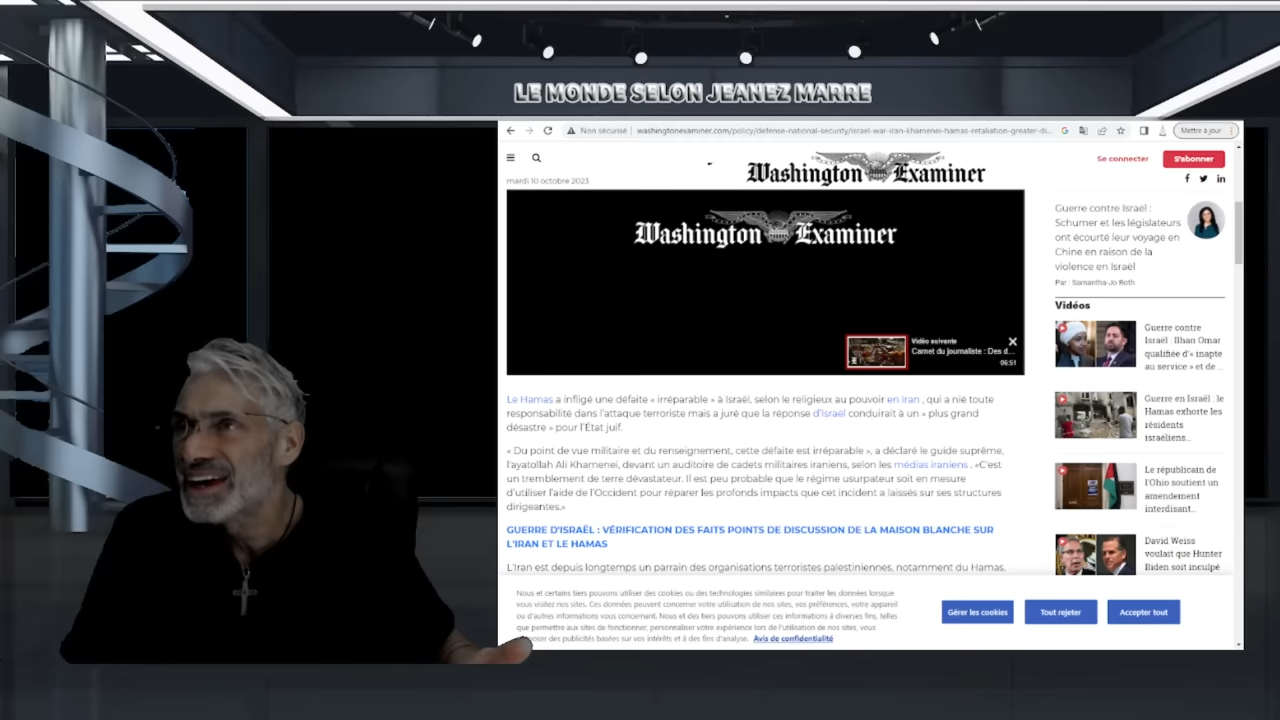 LE MONDE SELON JEANEZ MARRE
Non sécurisé | washingtonexaminer.com/policy/defense-national-security/israel-war-iran-khamenei-hamas-retaliation-greater-di...
Mettre à jour
mardi 10 octobre 2023
Washington Examiner
Se connecter
S'abonner
Washington Examiner
Vidéo suivante
Carnet du journaliste : Des d...
06:51
Le Hamas a infligé une défaite « irréparable » à Israël, selon le religieux au pouvoir en Iran , qui a nié toute
responsabilité dans l'attaque terroriste mais a juré que la réponse d'Israël conduirait à un « plus grand
désastre » pour l'État juif.
« Du point de vue militaire et du renseignement, cette défaite est irréparable », a déclaré le guide suprême,
l'ayatollah Ali Khamenei, devant un auditoire de cadets militaires iraniens, selon les médias iraniens . «C'est
un tremblement de terre dévastateur. Il est peu probable que le régime usurpateur soit en mesure
d'utiliser l'aide de l'Occident pour réparer les profonds impacts que cet incident a laissés sur ses structures
dirigeantes.»
GUERRE D'ISRAËL : VÉRIFICATION DES FAITS POINTS DE DISCUSSION DE LA MAISON BLANCHE SUR
L'IRAN ET LE HAMAS
L'Iran est depuis longtemps un parrain des organisations terroristes palestiniennes, notamment du Hamas,
Guerre contre Israël :
Schumer et les législateurs
ont écourté leur voyage en
Chine en raison de la
violence en Israël
Par : Samantha-Jo Roth
Vidéos
Guerre contre
Israël : Ilhan Omar
qualifiée d'« inapte
au service » et de ...
Guerre en Israël : le
Hamas exhorte les
résidents
israéliens...
Le républicain de
l'Ohio soutient un
amendement
interdisant...
David Weiss
voulait que Hunter
Biden soit inculpé
Nous et certains tiers pouvons utiliser des cookies ou des technologies similaires pour traiter les données lorsque
vous visitez nos sites. Ces données peuvent concerner votre utilisation de nos sites, vos préférences, votre appareil
ou d'autres informations vous concernant. Nous et des tiers pouvons utiliser ces informations à diverses fins, telles
que permettre aux sites de fonctionner, personnaliser votre expérience lors de l'utilisation de nos sites, vous
proposer des publicités basées sur vos intérêts et à des fins d'analyse. Avis de confidentialité
Gérer les cookies
Tout rejeter
Accepter tout